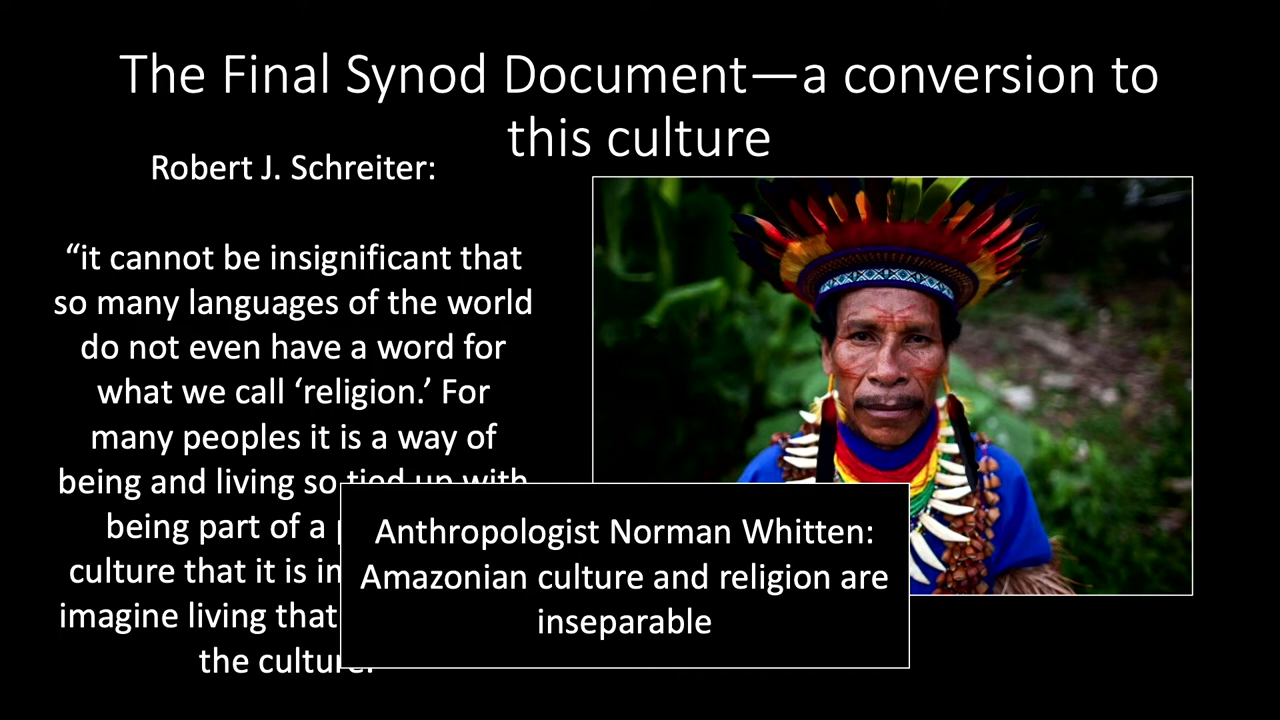 The Final Synod Document—a conversion to
this culture
Robert J. Schreiter:
“it cannot be insignificant that
so many languages of the world
do not even have a word for
what we call ‘religion.’ For
many peoples it is a way of
being and living so tied up with
being part of a
culture that it is
imagine living that
the culture.
Anthropologist Norman Whitten:
Amazonian culture and religion are
inseparable